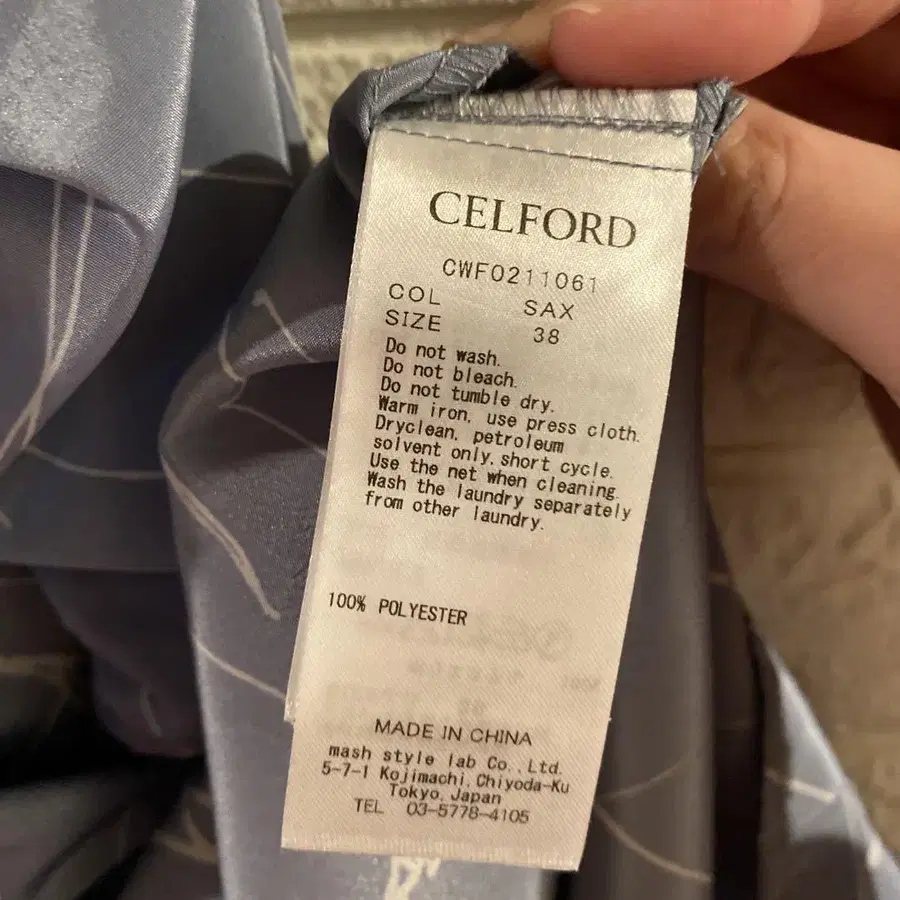 CELFORD
CWF0211061
COL SAX
SIZE 38
Do not wash.
Do not bleach.
Do not tumble dry.
Warm iron, use press cloth.
Dryclean, petroleum
solvent only, short cycle.
Use the net when cleaning.
Wash the laundry separately
from other laundry.
100% POLYESTER
MADE IN CHINA
mash style lab Co., Ltd.
5-7-1 Kojimachi, Chiyoda-Ku
Tokyo, Japan
TEL 03-5778-4105